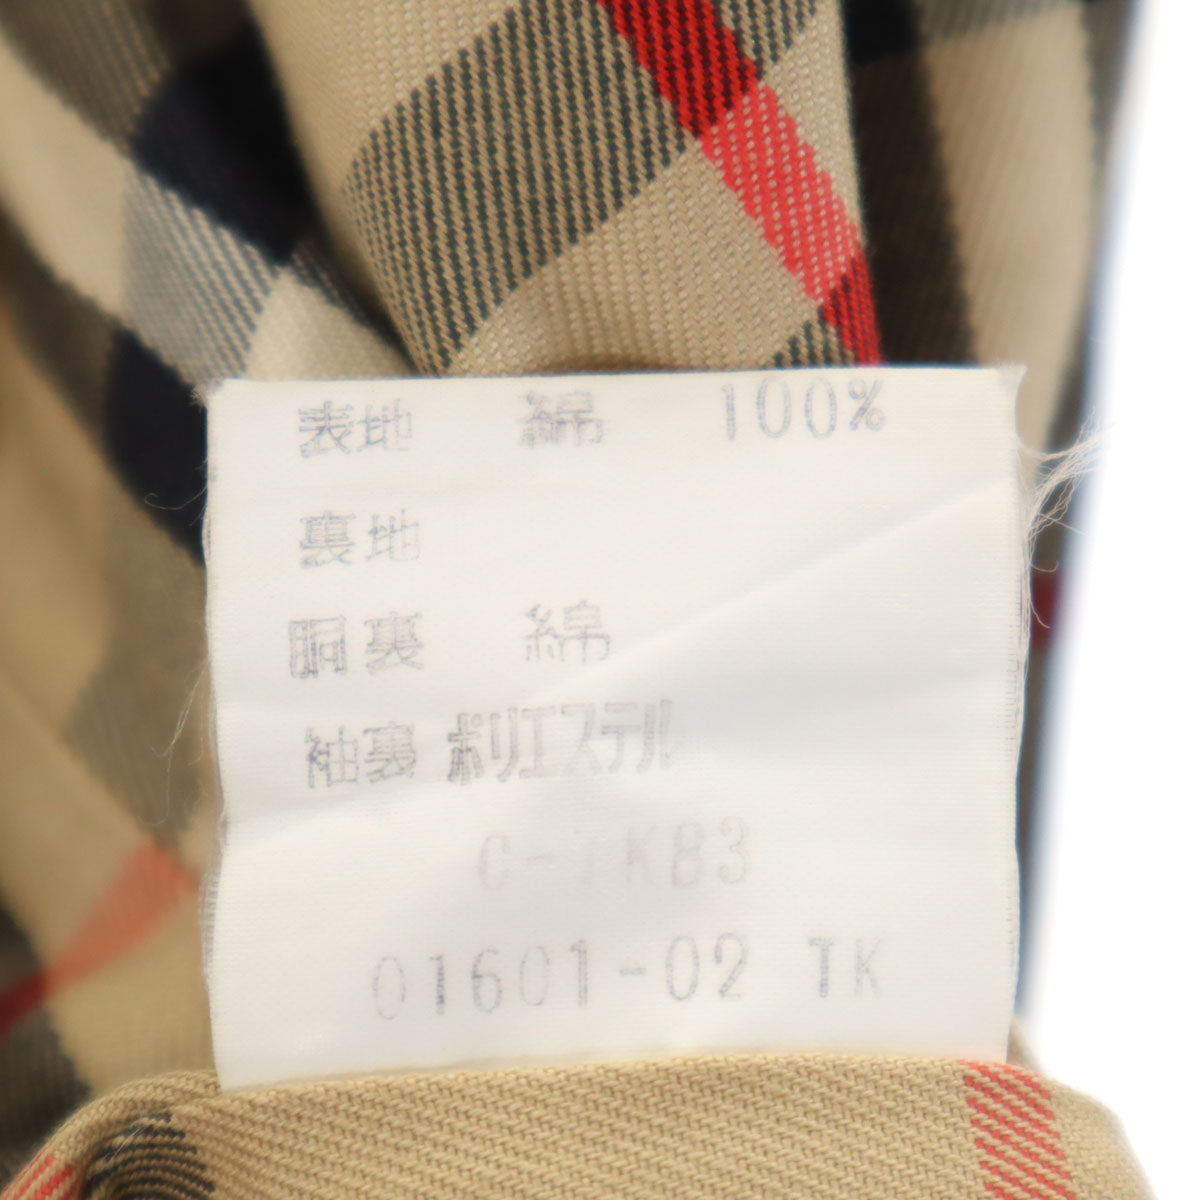 表地 綿 100%
裏地
胴裏 綿
袖裏 ポリエステル
C-TKB3
01601-02 TK